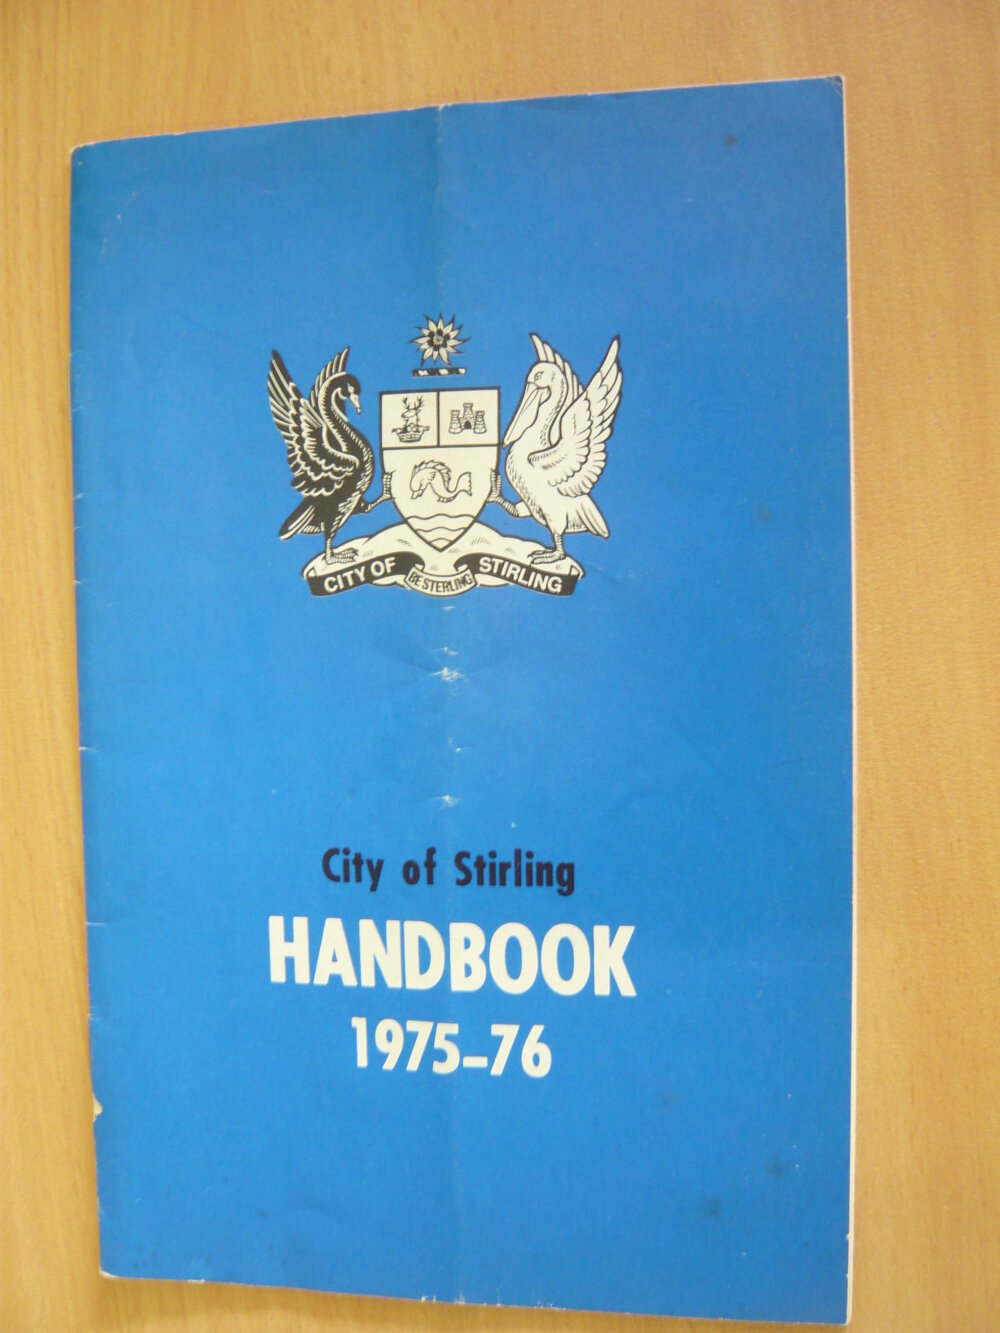 CITY OF STIRLING
BE STERLING
City of Stirling
HANDBOOK
1975-76